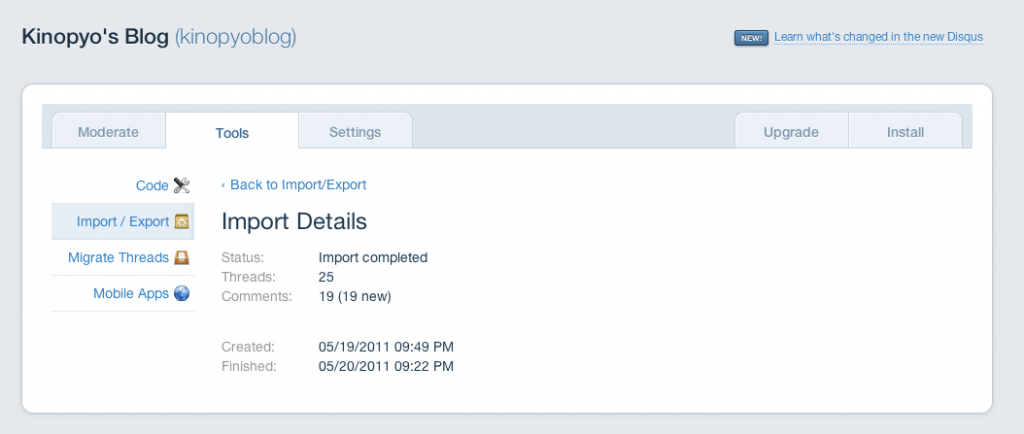 Kinopyo's Blog (kinopyoblog)
NEW! Learn what's changed in the new Disqus
Moderate Tools Settings Upgrade Install
Code
Import / Export
Migrate Threads
Mobile Apps
‹ Back to Import/Export
Import Details
Status: Import completed
Threads: 25
Comments: 19 (19 new)
Created: 05/19/2011 09:49 PM
Finished: 05/20/2011 09:22 PM